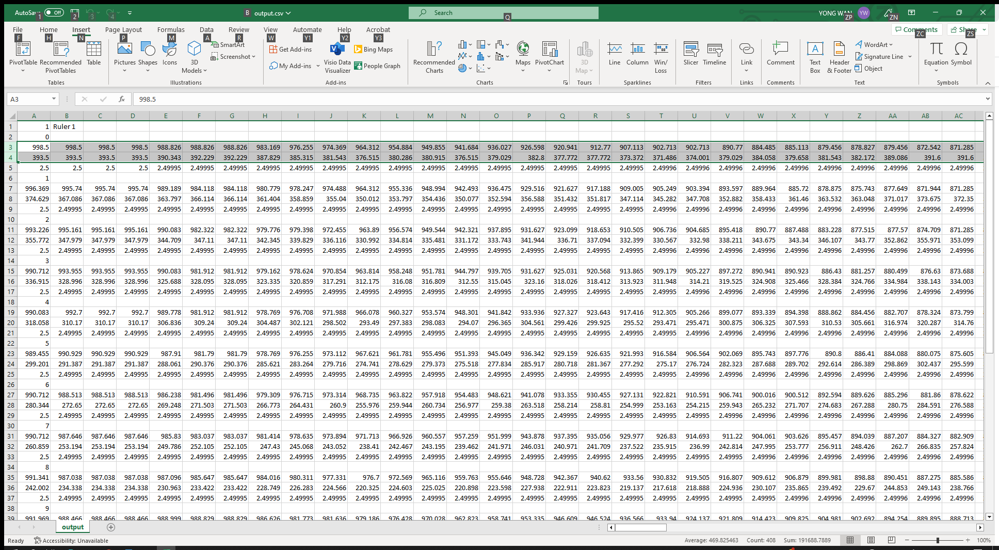 AutoSave Off output.csv Search YONG WAN YW
1 2 3 4 B Q ZP ZN
File Home Insert Page Layout Formulas Data Review View Automate Help Acrobat Comments Share
F H N P M A R W Y1 Y2 Y3 ZC ZS
PivotTable Recommended PivotTables Table
Pictures Shapes Icons 3D Models SmartArt Screenshot
Get Add-ins My Add-ins Visio Data Visualizer Bing Maps People Graph
Recommended Charts Maps PivotChart 3D Map
Line Column Win/ Loss Slicer Timeline Link Comment
Text Box Header & Footer WordArt Signature Line Object Equation Symbol
Tables Illustrations Add-ins Charts Tours Sparklines Filters Links Comments Text Symbols
A3 fx 998.5
A B C D E F G H I J K L M N O P Q R S T U V W X Y Z AA AB AC
1 1 Ruler 1
2 0
3 998.5 998.5 998.5 998.5 988.826 988.826 988.826 983.169 976.255 974.369 964.312 954.884 949.855 941.684 936.027 926.598 920.941 912.77 907.113 902.713 902.713 890.77 884.485 885.113 879.456 878.827 879.456 872.542 871.285
4 393.5 393.5 393.5 393.5 390.343 392.229 392.229 387.829 385.315 381.543 376.515 380.286 380.915 376.515 379.029 382.8 377.772 377.772 373.372 371.486 374.001 379.029 384.058 379.658 381.543 382.172 389.086 391.6 391.6
5 2.5 2.5 2.5 2.5 2.49995 2.49995 2.49995 2.49995 2.49995 2.49995 2.49995 2.49995 2.49995 2.49995 2.49995 2.49995 2.49995 2.49995 2.49995 2.49996 2.49996 2.49996 2.49996 2.49996 2.49996 2.49996 2.49996 2.49996 2.49996
6 1
7 996.369 995.74 995.74 995.74 989.189 984.118 984.118 980.779 978.247 974.488 964.312 955.336 948.994 942.493 936.475 929.516 921.627 917.188 909.005 905.249 903.394 893.597 889.964 885.72 878.875 875.743 877.649 871.944 871.285
8 374.629 367.086 367.086 367.086 363.797 366.114 366.114 361.404 358.859 355.04 350.012 353.797 354.436 350.077 352.594 356.588 351.432 351.817 347.114 345.282 347.708 352.882 358.433 361.46 363.532 363.048 371.017 373.675 372.35
9 2.5 2.49995 2.49995 2.49995 2.49995 2.49995 2.49995 2.49995 2.49995 2.49995 2.49995 2.49995 2.49995 2.49995 2.49995 2.49995 2.49995 2.49995 2.49995 2.49996 2.49996 2.49996 2.49996 2.49996 2.49996 2.49996 2.49996 2.49996 2.49996
10 2
11 993.226 995.161 995.161 995.161 990.083 982.322 982.322 979.776 979.398 972.455 963.89 956.574 949.544 942.321 937.895 931.627 923.099 918.653 910.505 906.736 904.685 895.418 890.77 887.488 883.228 877.515 877.57 874.709 871.285
12 355.772 347.979 347.979 347.979 344.709 347.11 347.11 342.345 339.829 336.116 330.992 334.814 335.481 331.172 333.743 341.944 336.71 337.094 332.399 330.567 332.98 338.211 343.675 343.34 346.107 343.77 352.862 355.971 353.099
13 2.5 2.49995 2.49995 2.49995 2.49995 2.49995 2.49995 2.49995 2.49995 2.49995 2.49995 2.49995 2.49995 2.49995 2.49995 2.49995 2.49995 2.49995 2.49995 2.49996 2.49996 2.49996 2.49996 2.49996 2.49996 2.49996 2.49996 2.49996 2.49996
14 3
15 990.712 993.955 993.955 993.955 990.083 981.912 981.912 979.162 978.624 970.854 963.814 958.248 951.781 944.797 939.705 931.627 925.031 920.568 913.865 909.179 905.227 897.272 890.941 890.923 886.43 881.257 880.499 876.63 873.688
16 336.915 328.996 328.996 328.996 325.688 328.095 328.095 323.335 320.859 317.291 312.175 316.08 316.809 312.55 315.045 323.16 318.026 318.412 313.923 311.948 314.21 319.525 324.908 325.466 328.384 324.766 334.984 338.143 334.003
17 2.5 2.49995 2.49995 2.49995 2.49995 2.49995 2.49995 2.49995 2.49995 2.49995 2.49995 2.49995 2.49995 2.49995 2.49995 2.49995 2.49995 2.49995 2.49995 2.49996 2.49996 2.49996 2.49996 2.49996 2.49996 2.49996 2.49996 2.49996 2.49996
18 4
19 990.083 992.7 992.7 992.7 989.778 981.912 981.912 978.769 976.708 971.988 966.078 960.327 953.574 948.301 941.842 933.936 927.327 923.643 917.416 912.305 905.266 899.077 893.339 894.398 888.862 884.456 882.707 878.324 873.799
20 318.058 310.17 310.17 310.17 306.836 309.24 309.24 304.487 302.121 298.502 293.49 297.383 298.083 294.07 296.365 304.561 299.426 299.925 295.52 293.471 295.471 300.875 306.325 307.593 310.53 305.661 316.974 320.287 314.76
21 2.5 2.49995 2.49995 2.49995 2.49995 2.49995 2.49995 2.49995 2.49995 2.49995 2.49995 2.49995 2.49995 2.49995 2.49995 2.49995 2.49995 2.49995 2.49995 2.49996 2.49996 2.49996 2.49996 2.49996 2.49996 2.49996 2.49996 2.49996 2.49996
22 5
23 989.455 990.929 990.929 990.929 987.91 981.79 981.79 978.769 976.255 973.112 967.621 961.781 955.496 951.393 945.049 936.342 929.159 926.635 921.993 916.584 906.564 902.069 895.743 897.776 890.8 886.41 884.088 880.075 875.605
24 299.201 291.387 291.387 291.387 288.061 290.376 290.376 285.621 283.264 279.716 274.741 278.629 279.373 275.518 277.834 285.917 280.718 281.367 277.292 275.17 276.724 282.323 287.688 289.702 292.614 286.389 298.869 302.437 295.599
25 2.5 2.49995 2.49995 2.49995 2.49995 2.49995 2.49995 2.49995 2.49995 2.49995 2.49995 2.49995 2.49995 2.49995 2.49995 2.49995 2.49995 2.49995 2.49995 2.49996 2.49996 2.49996 2.49996 2.49996 2.49996 2.49996 2.49996 2.49996 2.49996
26 6
27 990.712 988.513 988.513 988.513 986.238 981.496 981.496 979.309 976.715 973.314 968.735 963.822 957.918 954.483 948.621 941.078 933.355 930.455 927.131 922.821 910.591 906.741 900.016 900.512 892.594 889.626 885.296 881.86 878.622
28 280.344 272.65 272.65 272.65 269.248 271.503 271.503 266.773 264.431 260.9 255.976 259.944 260.734 256.977 259.38 263.518 258.214 258.81 254.999 253.163 254.215 259.943 265.232 271.707 274.683 267.288 280.75 284.591 276.588
29 2.5 2.49995 2.49995 2.49995 2.49995 2.49995 2.49995 2.49995 2.49995 2.49995 2.49995 2.49995 2.49995 2.49995 2.49995 2.49995 2.49995 2.49995 2.49995 2.49995 2.49996 2.49996 2.49996 2.49996 2.49996 2.49996 2.49996 2.49996 2.49996
30 7
31 990.712 987.646 987.646 987.646 985.83 983.037 983.037 981.414 978.635 973.894 971.713 966.926 960.557 957.259 951.999 943.878 937.395 935.056 929.977 926.83 914.693 911.22 904.061 903.626 895.457 894.039 887.207 884.327 882.909
32 260.859 253.194 253.194 253.194 249.786 252.105 252.105 247.43 245.068 243.052 238.41 242.467 243.195 239.462 241.971 246.031 240.971 241.709 237.522 235.915 236.99 242.814 247.995 253.777 256.911 248.426 262.7 266.835 257.824
33 2.5 2.49995 2.49995 2.49995 2.49995 2.49995 2.49995 2.49995 2.49995 2.49995 2.49995 2.49995 2.49995 2.49995 2.49995 2.49995 2.49995 2.49995 2.49995 2.49995 2.49996 2.49996 2.49996 2.49996 2.49996 2.49996 2.49996 2.49996 2.49996
34 8
35 991.341 987.038 987.038 987.038 987.096 985.647 985.647 984.016 980.311 977.331 976.7 972.569 965.116 959.763 955.646 948.728 942.367 940.62 933.56 930.832 919.505 916.807 909.612 906.879 899.981 898.88 890.451 887.275 885.586
36 242.002 234.338 234.338 234.338 230.963 233.422 233.422 228.749 226.283 224.566 220.325 224.603 225.025 220.898 223.598 227.938 222.911 223.823 219.137 217.618 218.888 224.936 230.107 235.865 239.492 229.67 244.853 249.143 238.766
37 2.5 2.49995 2.49995 2.49995 2.49995 2.49995 2.49995 2.49995 2.49995 2.49995 2.49995 2.49995 2.49995 2.49995 2.49995 2.49995 2.49995 2.49995 2.49995 2.49995 2.49996 2.49996 2.49996 2.49996 2.49996 2.49996 2.49996 2.49996 2.49996
38 9
39 991.969 988.466 988.466 988.466 988.999 988.829 988.829 986.626 981.773 981.636 979.186 976.428 970.028 962.823 958.741 953.335 946.609 946.524 936.566 933.94 924.137 921.809 914.423 909.825 904.981 902.692 894.254 889.895 888.713
output
Ready Accessibility: Unavailable Average: 469.825463 Count: 408 Sum: 191688.7889 100%